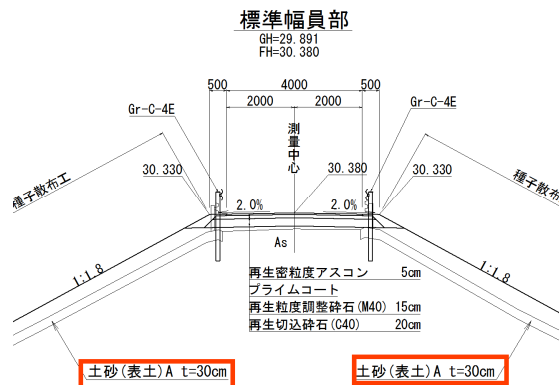 標準幅員部
GH=29.891
FH=30.380
500 4000 500
2000 2000
Gr-C-4E Gr-C-4E
測量中心
種子散布工 30.330 30.380 30.330 種子散布
2.0% 2.0%
As
1:1.8 1:1.8
再生密粒度アスコン 5cm
プライムコート
再生粒度調整砕石(M40) 15cm
再生切込砕石(C40) 20cm
土砂(表土)A t=30cm 土砂(表土)A t=30cm